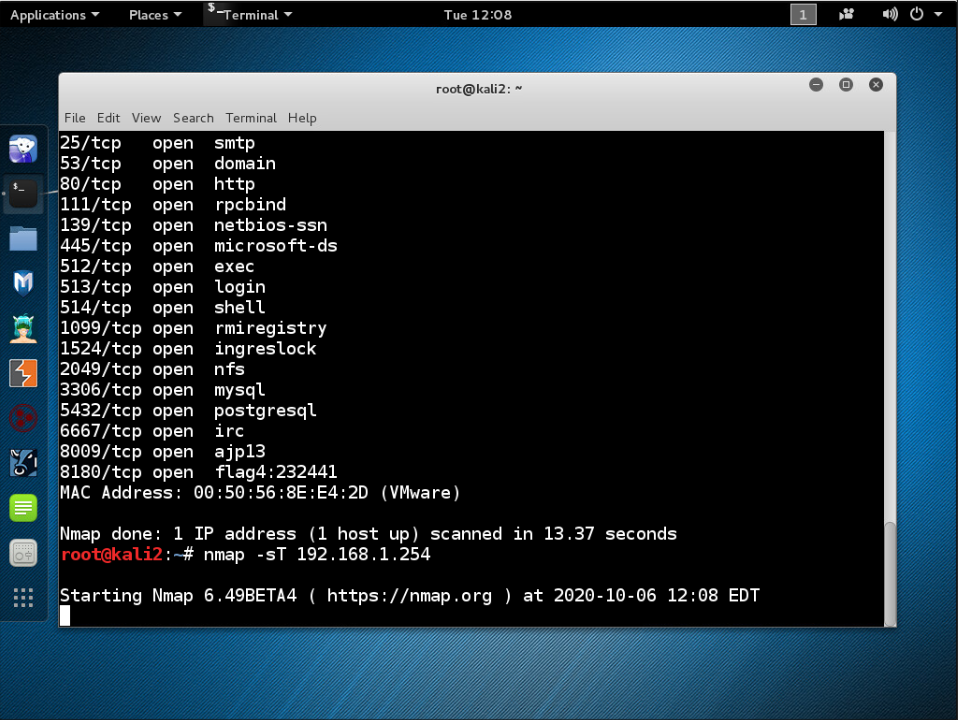 Applications Places $_ Terminal Tue 12:08 1
root@kali2: ~
File Edit View Search Terminal Help
25/tcp   open  smtp
53/tcp   open  domain
80/tcp   open  http
111/tcp  open  rpcbind
139/tcp  open  netbios-ssn
445/tcp  open  microsoft-ds
512/tcp  open  exec
513/tcp  open  login
514/tcp  open  shell
1099/tcp open  rmiregistry
1524/tcp open  ingreslock
2049/tcp open  nfs
3306/tcp open  mysql
5432/tcp open  postgresql
6667/tcp open  irc
8009/tcp open  ajp13
8180/tcp open  flag4:232441
MAC Address: 00:50:56:8E:E4:2D (VMware)
Nmap done: 1 IP address (1 host up) scanned in 13.37 seconds
root@kali2:~# nmap -sT 192.168.1.254
Starting Nmap 6.49BETA4 ( https://nmap.org ) at 2020-10-06 12:08 EDT
$_